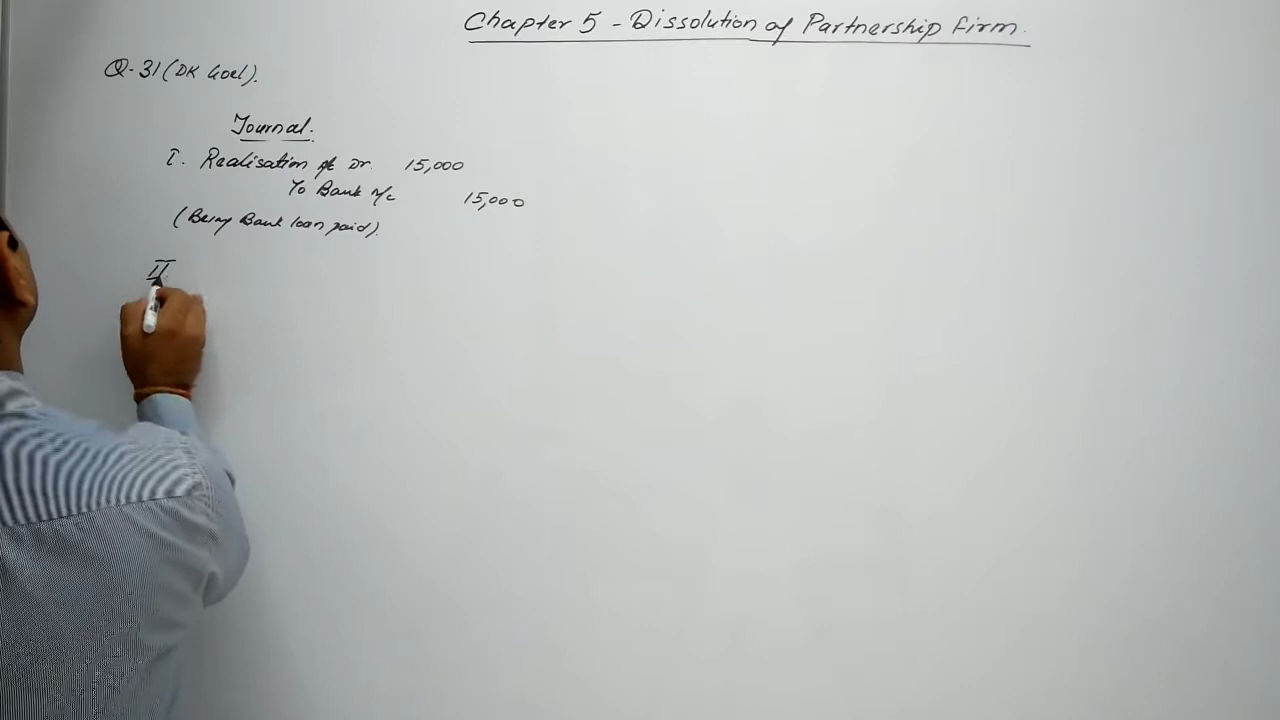 Chapter 5 - Dissolution of Partnership Firm.
Q-31 (DK Goel).
Journal.
I. Realisation A/c Dr. 15,000
To Bank A/c 15,000
(Being Bank loan paid).
II